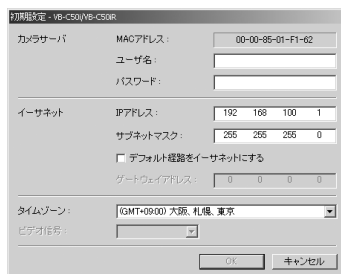 初期設定 - VB-C50i/VB-C50iR
カメラサーバ
MACアドレス： 00-00-85-01-F1-62
ユーザ名：
パスワード：
イーサネット
IPアドレス： 192 168 100 1
サブネットマスク： 255 255 255 0
デフォルト経路をイーサネットにする
ゲートウェイアドレス： 0 0 0 0
タイムゾーン： (GMT+09:00) 大阪、札幌、東京
ビデオ信号：
OK キャンセル